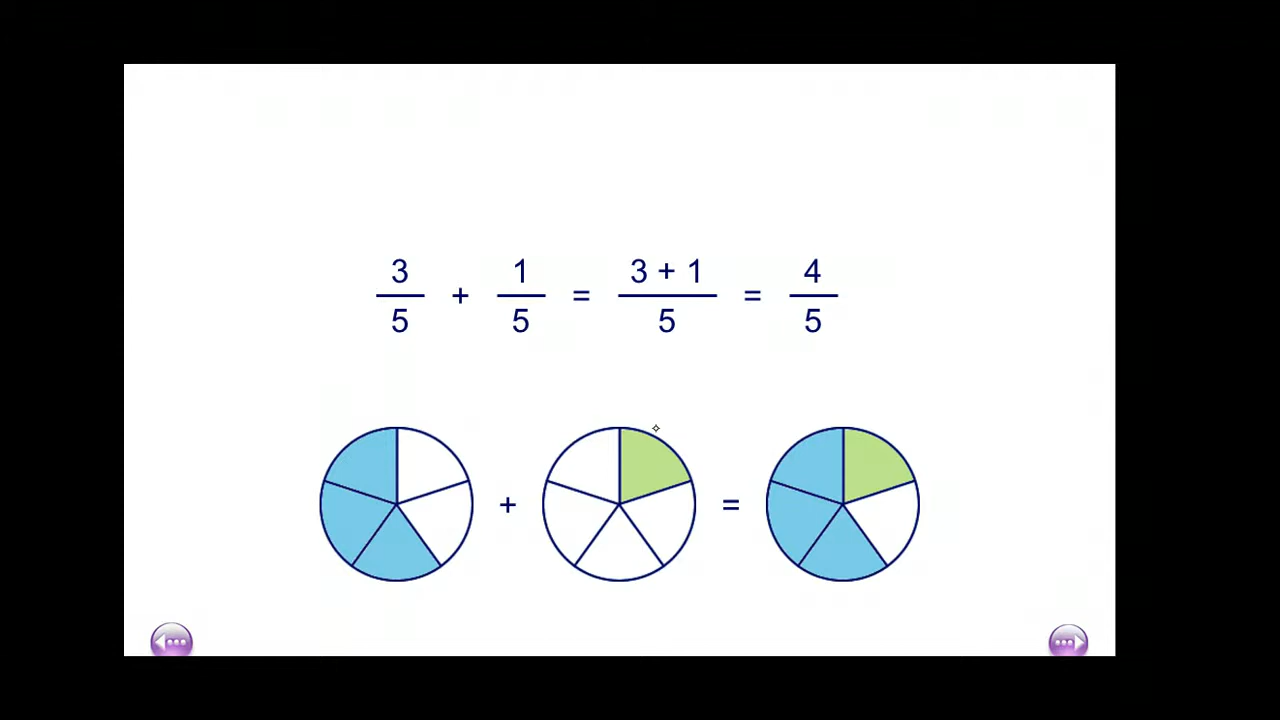 3/5 + 1/5 = 3 + 1/5 = 4/5
+ =